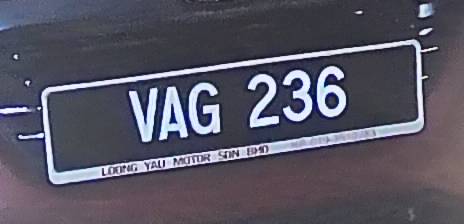 VAG 236
LOONG YAU MOTOR SDN BHD